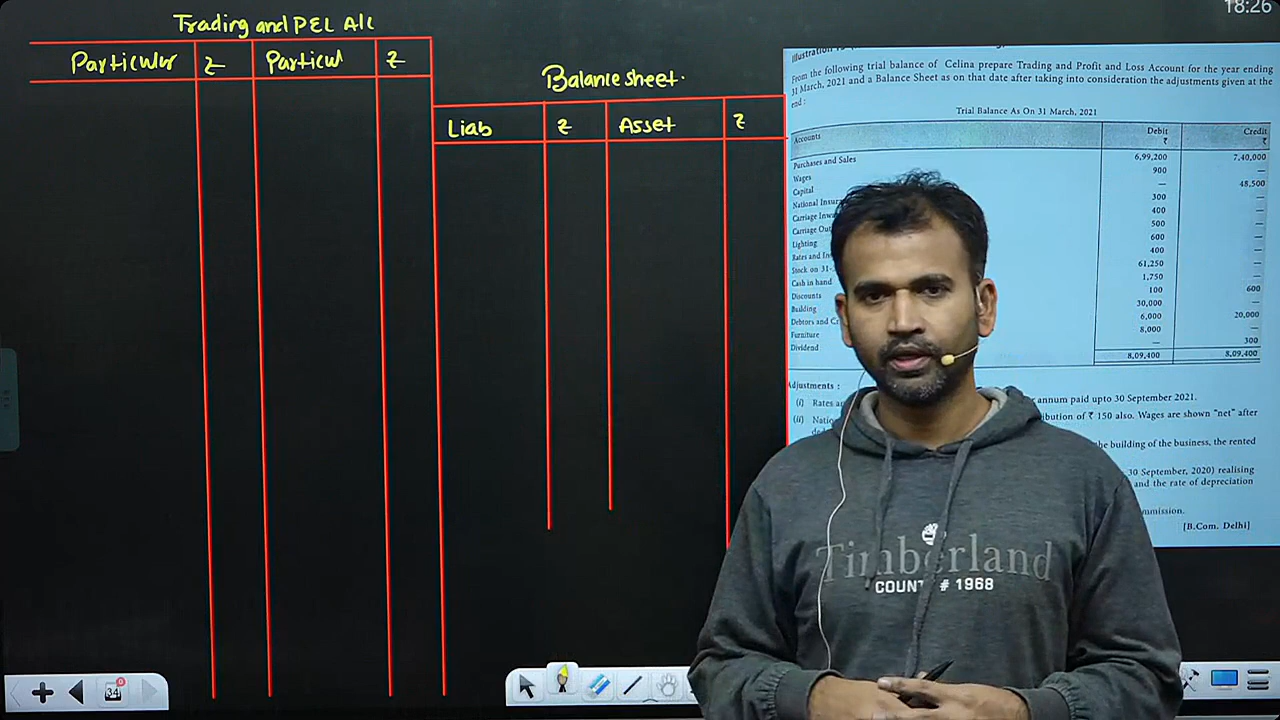 18:26
Trading and P&L A/c
Particular ₹ Particul ₹
Balance sheet.
Liab ₹ Asset ₹
Illustration
From the following trial balance of Celina prepare Trading and Profit and Loss Account for the year ending
31 March, 2021 and a Balance Sheet as on that date after taking into consideration the adjustments given at the
end :
Trial Balance As On 31 March, 2021
Accounts Debit ₹ Credit ₹
Purchases and Sales 6,99,200 7,40,000
Wages 900 —
Capital — 48,500
National 300 —
Carriage 400 —
Carriage 500 —
Lighting 600 —
Rates and 400 —
Stock on 31- 61,250 —
Cash in hand 1,750 —
Discounts 100 600
Building 30,000 —
Debtors and 6,000 20,000
Furniture 8,000 —
Dividend — 300
8,09,400 8,09,400
Adjustments :
(i) Rates annum paid upto 30 September 2021.
(ii) of ₹ 150 also. Wages are shown "net" after
the building of the business, the rented
30 September, 2020) realising
and the rate of depreciation
[B.Com. Delhi]
Timberland
COUNT # 1968
34
0